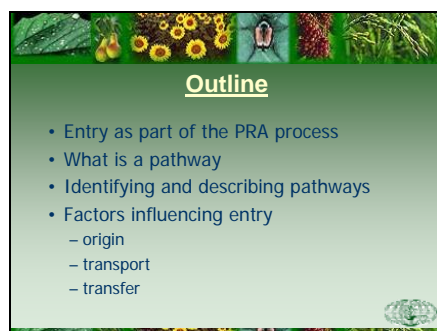 Outline
• Entry as part of the PRA process
• What is a pathway
• Identifying and describing pathways
• Factors influencing entry
– origin
– transport
– transfer